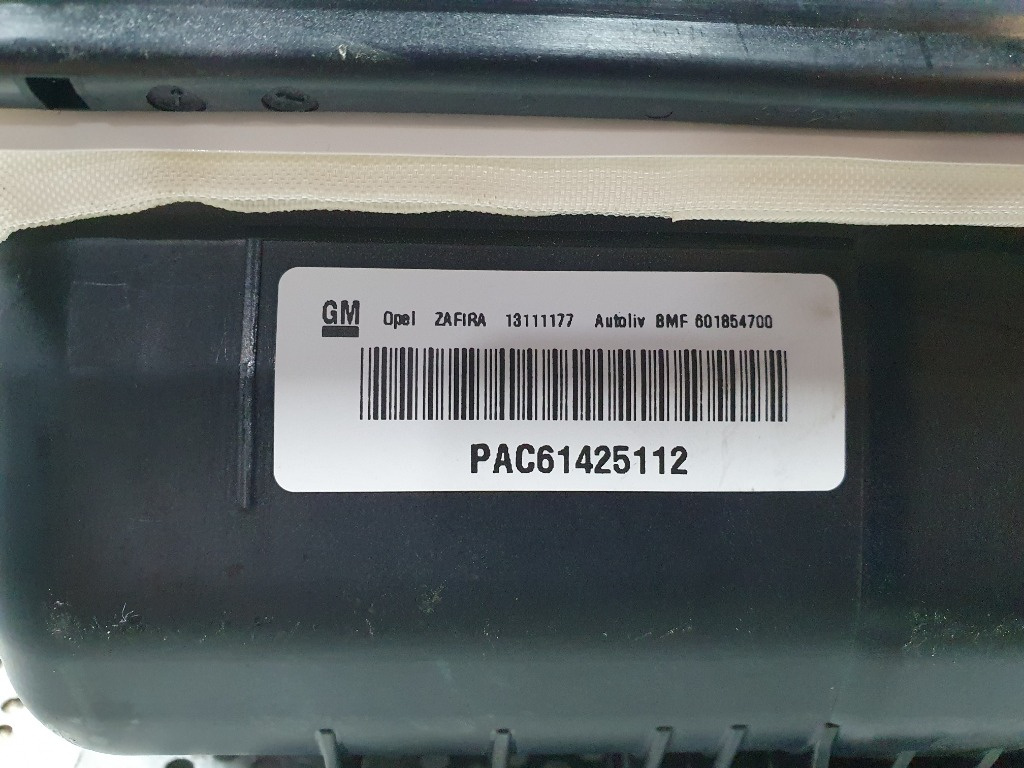 GM Opel ZAFIRA 13111177 Autoliv BMF 601854700
PAC61425112